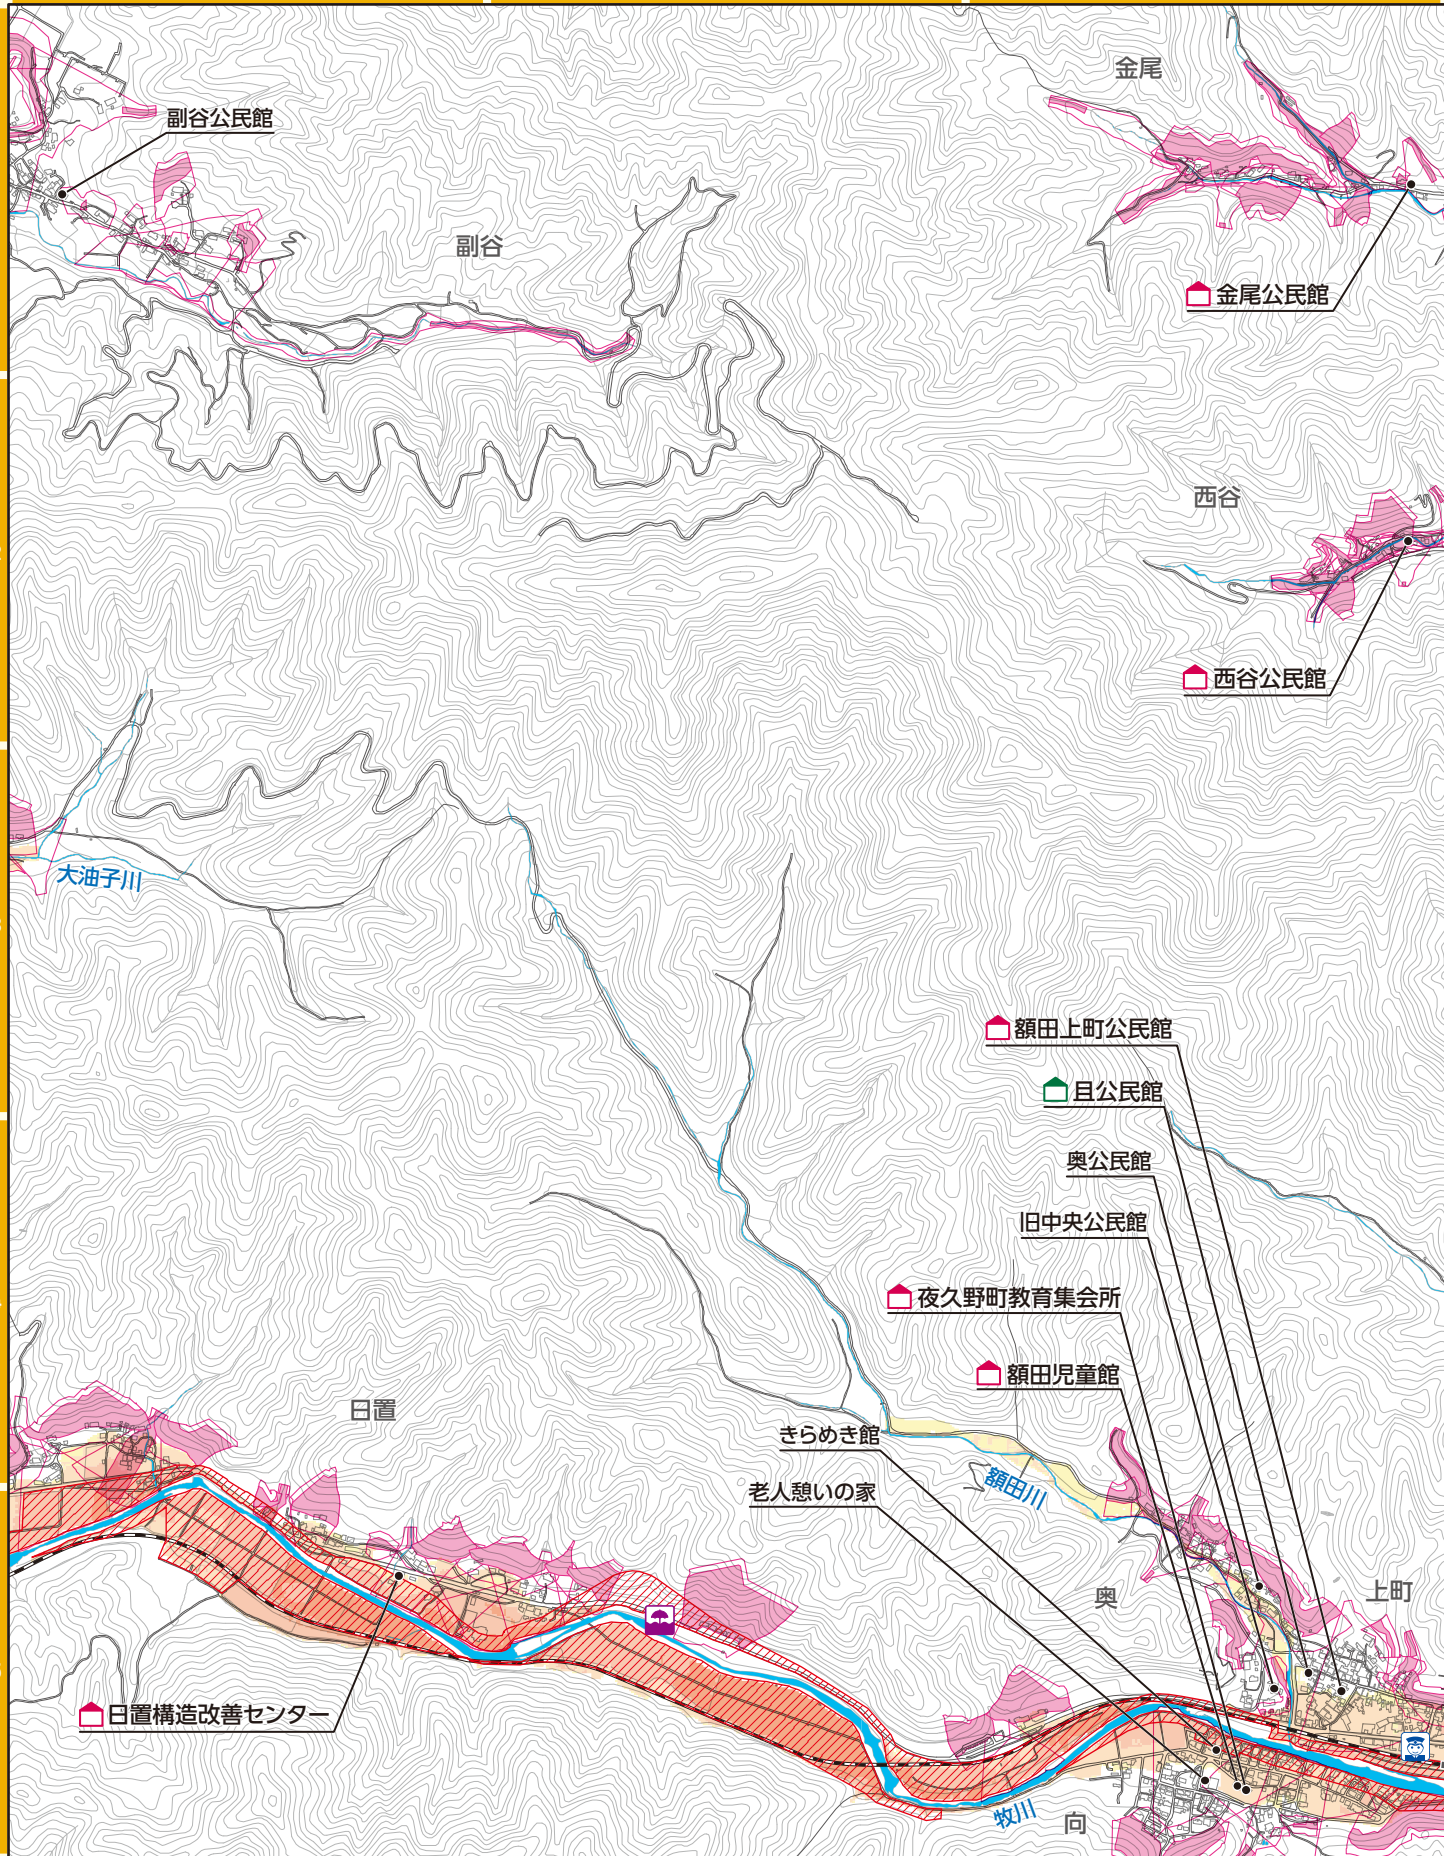 金尾
副谷公民館
副谷
金尾公民館
西谷
西谷公民館
大油子川
額田上町公民館
且公民館
奥公民館
旧中央公民館
夜久野町教育集会所
額田児童館
日置
きらめき館
額田川
老人憩いの家
奥
上町
日置構造改善センター
牧川
向